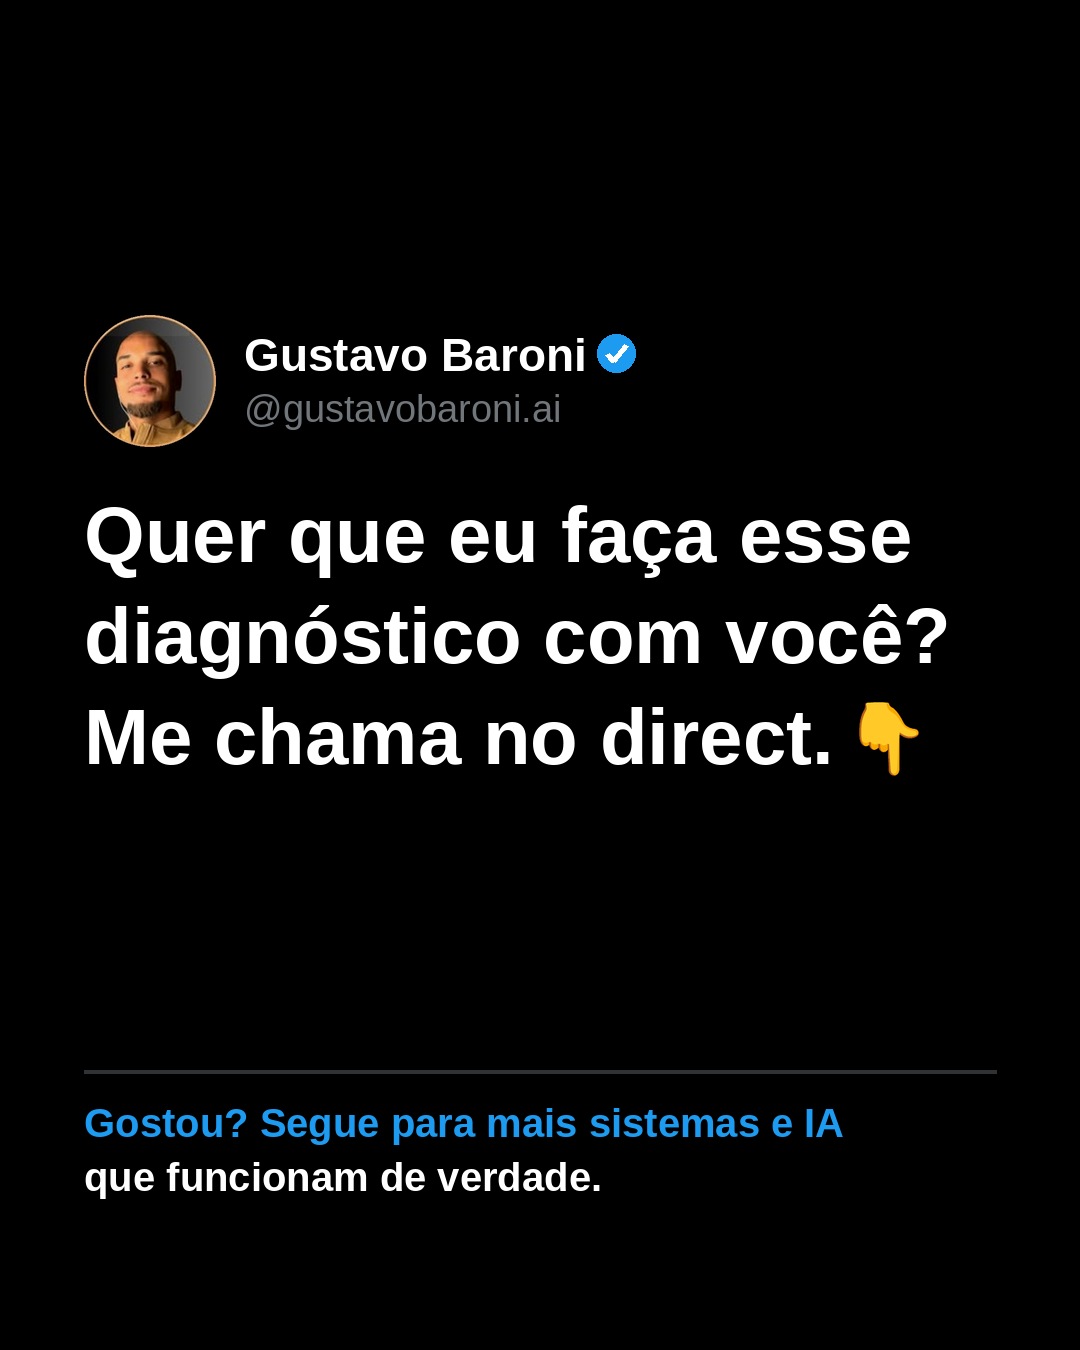 Gustavo Baroni
@gustavobaroni.ai
Quer que eu faça esse
diagnóstico com você?
Me chama no direct. 👇
Gostou? Segue para mais sistemas e IA
que funcionam de verdade.